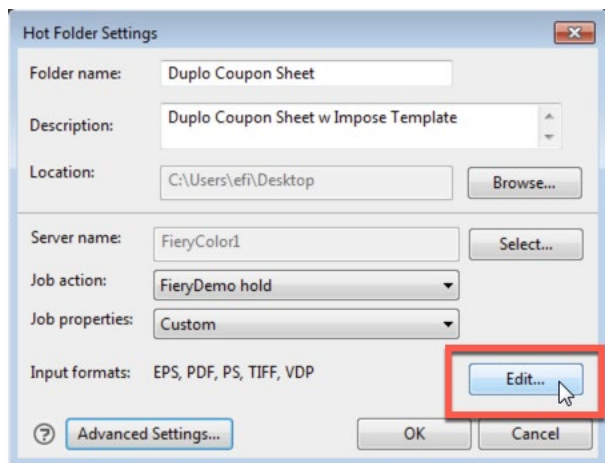 Hot Folder Settings
Folder name: Duplo Coupon Sheet
Description: Duplo Coupon Sheet w Impose Template
Location: C:\Users\efi\Desktop Browse...
Server name: FieryColor1 Select...
Job action: FieryDemo hold
Job properties: Custom
Input formats: EPS, PDF, PS, TIFF, VDP Edit...
? Advanced Settings... OK Cancel